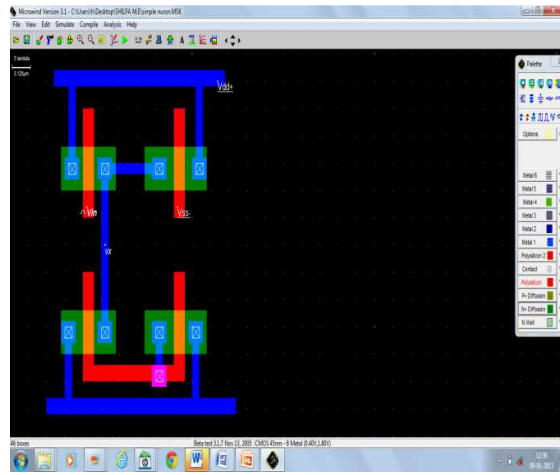 Microwind Version 3.1 - C:\Users\h\Desktop\SHILPA M.E\simple nuron.MSK
File View Edit Simulate Compile Analysis Help
5 lambda
0.125µm
Vdd+
Vin
Vss-
vx
Palette
Options
Metal 6
Metal 5
Metal 4
Metal 3
Metal 2
Metal 1
Polysilicon 2
Contact
Polysilicon
P+ Diffusion
N+ Diffusion
N Well
46 boxes
Beta test 3.1.7 Nov 13, 2005 CMOS 45nm - 8 Metal (0.40V,1.80V)
12:38